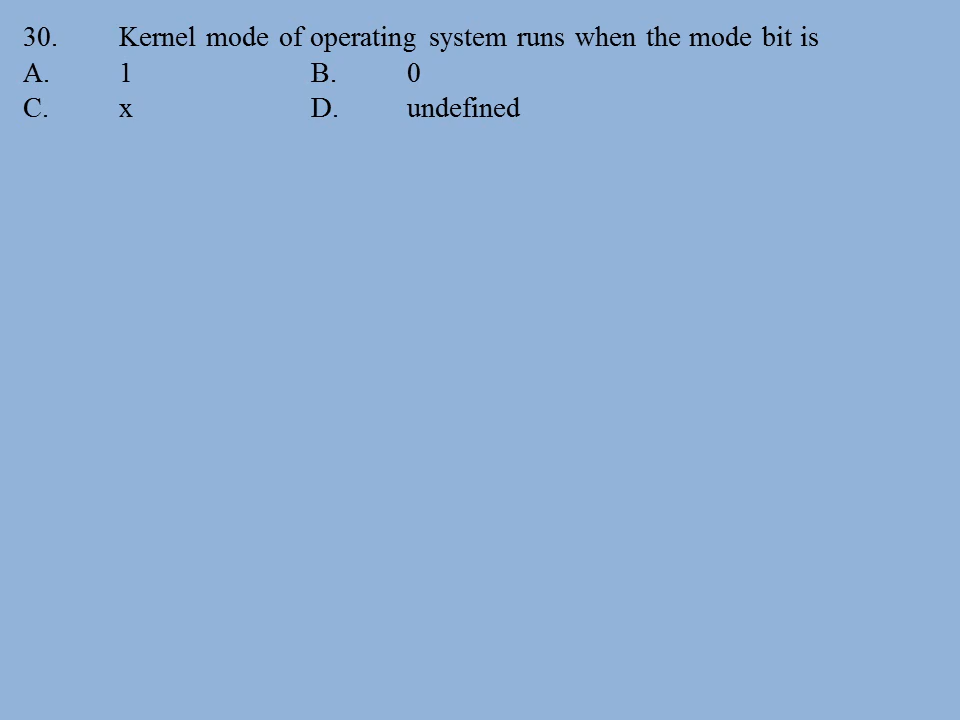 30. Kernel mode of operating system runs when the mode bit is
A. 1 B. 0
C. x D. undefined